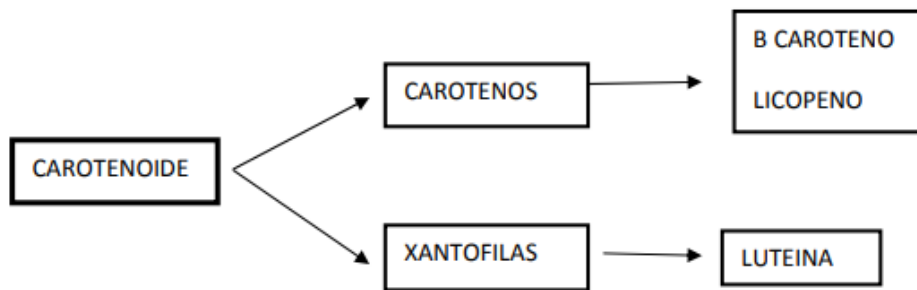 B CAROTENO
LICOPENO
CAROTENOS
CAROTENOIDE
XANTOFILAS
LUTEINA